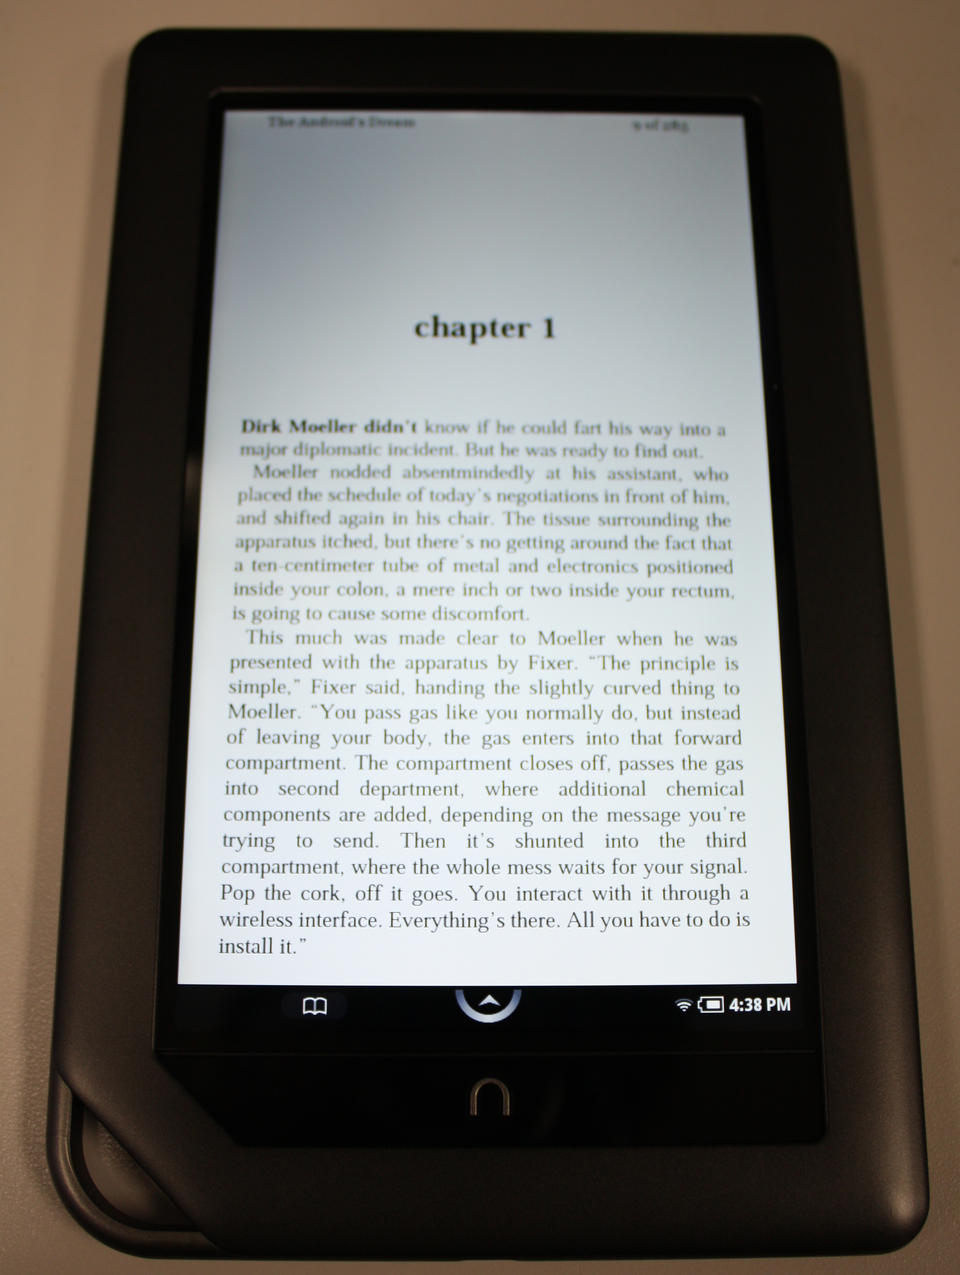 The Android's Dream
9 of 285
chapter 1
Dirk Moeller didn't know if he could fart his way into a
major diplomatic incident. But he was ready to find out.
Moeller nodded absentmindedly at his assistant, who
placed the schedule of today's negotiations in front of him,
and shifted again in his chair. The tissue surrounding the
apparatus itched, but there's no getting around the fact that
a ten-centimeter tube of metal and electronics positioned
inside your colon, a mere inch or two inside your rectum,
is going to cause some discomfort.
This much was made clear to Moeller when he was
presented with the apparatus by Fixer. “The principle is
simple,” Fixer said, handing the slightly curved thing to
Moeller. “You pass gas like you normally do, but instead
of leaving your body, the gas enters into that forward
compartment. The compartment closes off, passes the gas
into second department, where additional chemical
components are added, depending on the message you're
trying to send. Then it's shunted into the third
compartment, where the whole mess waits for your signal.
Pop the cork, off it goes. You interact with it through a
wireless interface. Everything's there. All you have to do is
install it.”
4:38 PM